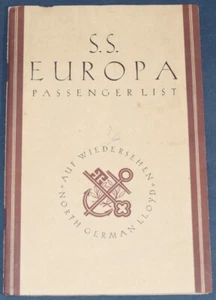 S.S.
EUROPA
PASSENGER LIST
AUF WIEDERSEHEN
NORTH GERMAN LLOYD